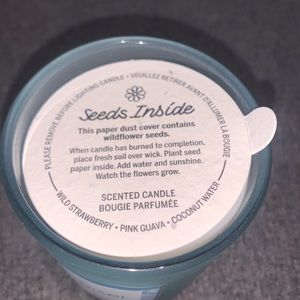 PLEASE REMOVE BEFORE LIGHTING CANDLE • VEUILLEZ RETIRER AVANT D'ALLUMER LA BOUGIE
Seeds Inside
This paper dust cover contains
wildflower seeds.
When candle has burned to completion,
place fresh soil over wick. Plant seed
paper inside. Add water and sunshine.
Watch the flowers grow.
SCENTED CANDLE
BOUGIE PARFUMÉE
WILD STRAWBERRY • PINK GUAVA • COCONUT WATER